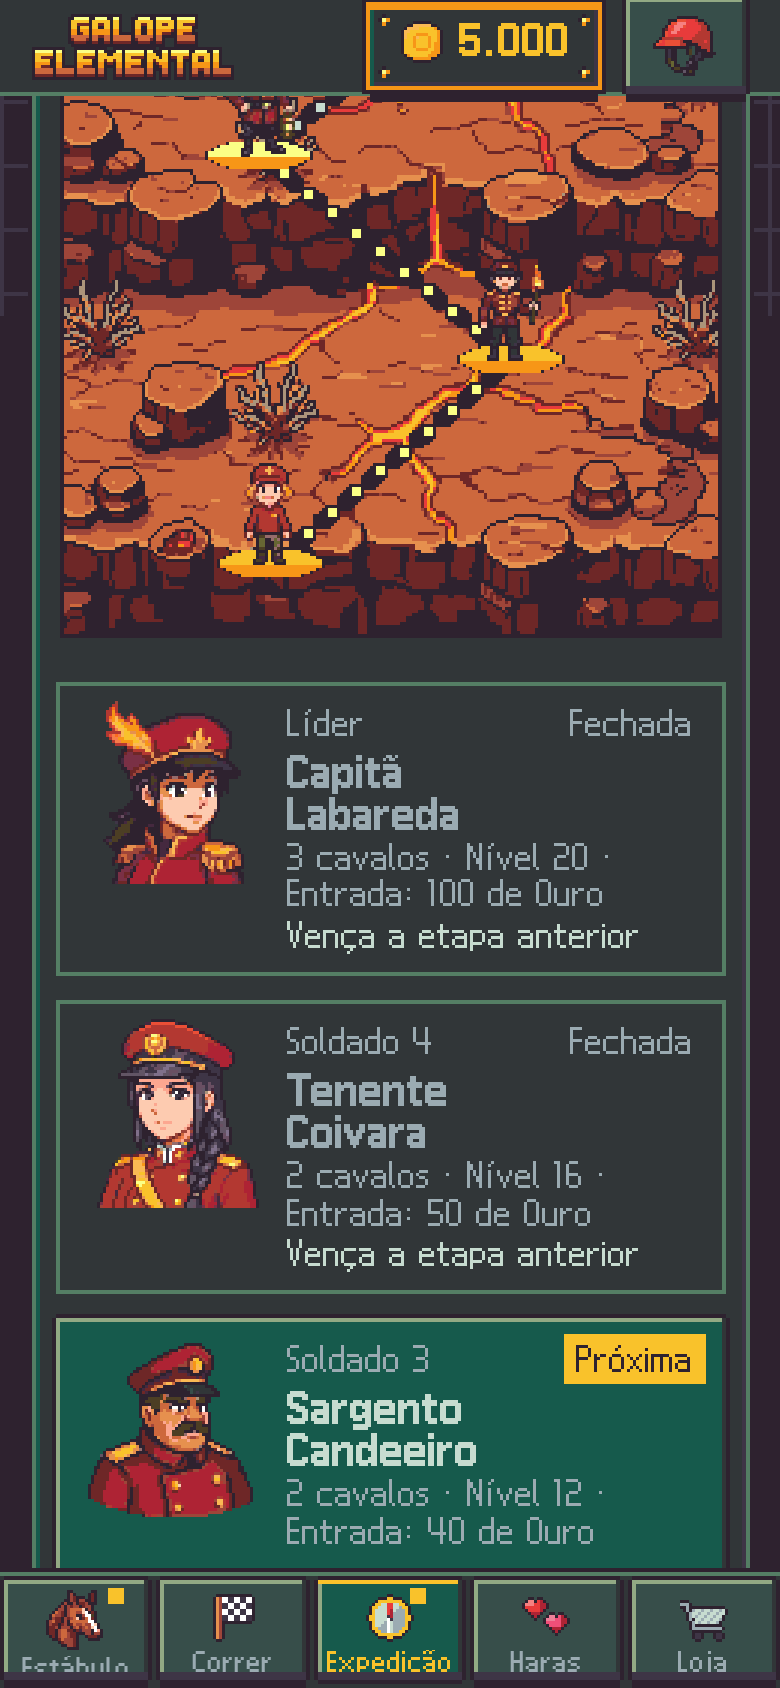 GALOPE
ELEMENTAL
5.000
Líder
Fechada
Capitã
Labareda
3 cavalos · Nível 20 ·
Entrada: 100 de Ouro
Vença a etapa anterior
Soldado 4
Fechada
Tenente
Coivara
2 cavalos · Nível 16 ·
Entrada: 50 de Ouro
Vença a etapa anterior
Soldado 3
Próxima
Sargento
Candeeiro
2 cavalos · Nível 12 ·
Entrada: 40 de Ouro
Estábulo
Correr
Expedição
Haras
Loja